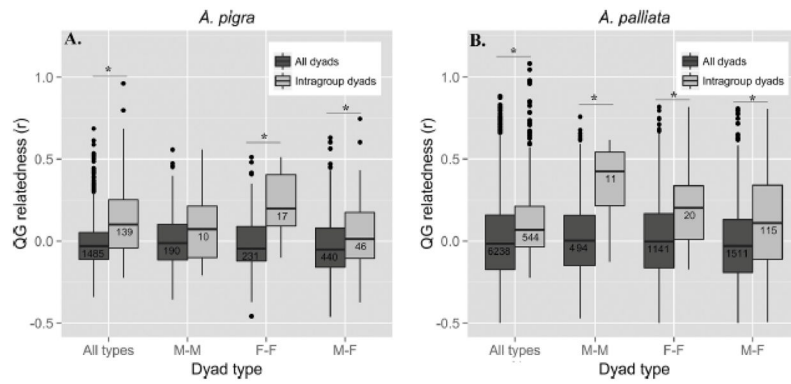 A. pigra
A. palliata
A.
All dyads
Intragroup dyads
B.
All dyads
Intragroup dyads
QG relatedness (r)
1.0
0.5
0.0
-0.5
*
*
*
1485
139
190
10
231
17
440
46
All types
M-M
F-F
M-F
Dyad type
QG relatedness (r)
1.0
0.5
0.0
-0.5
*
*
*
*
6238
544
494
11
1141
20
1511
115
All types
M-M
F-F
M-F
Dyad type